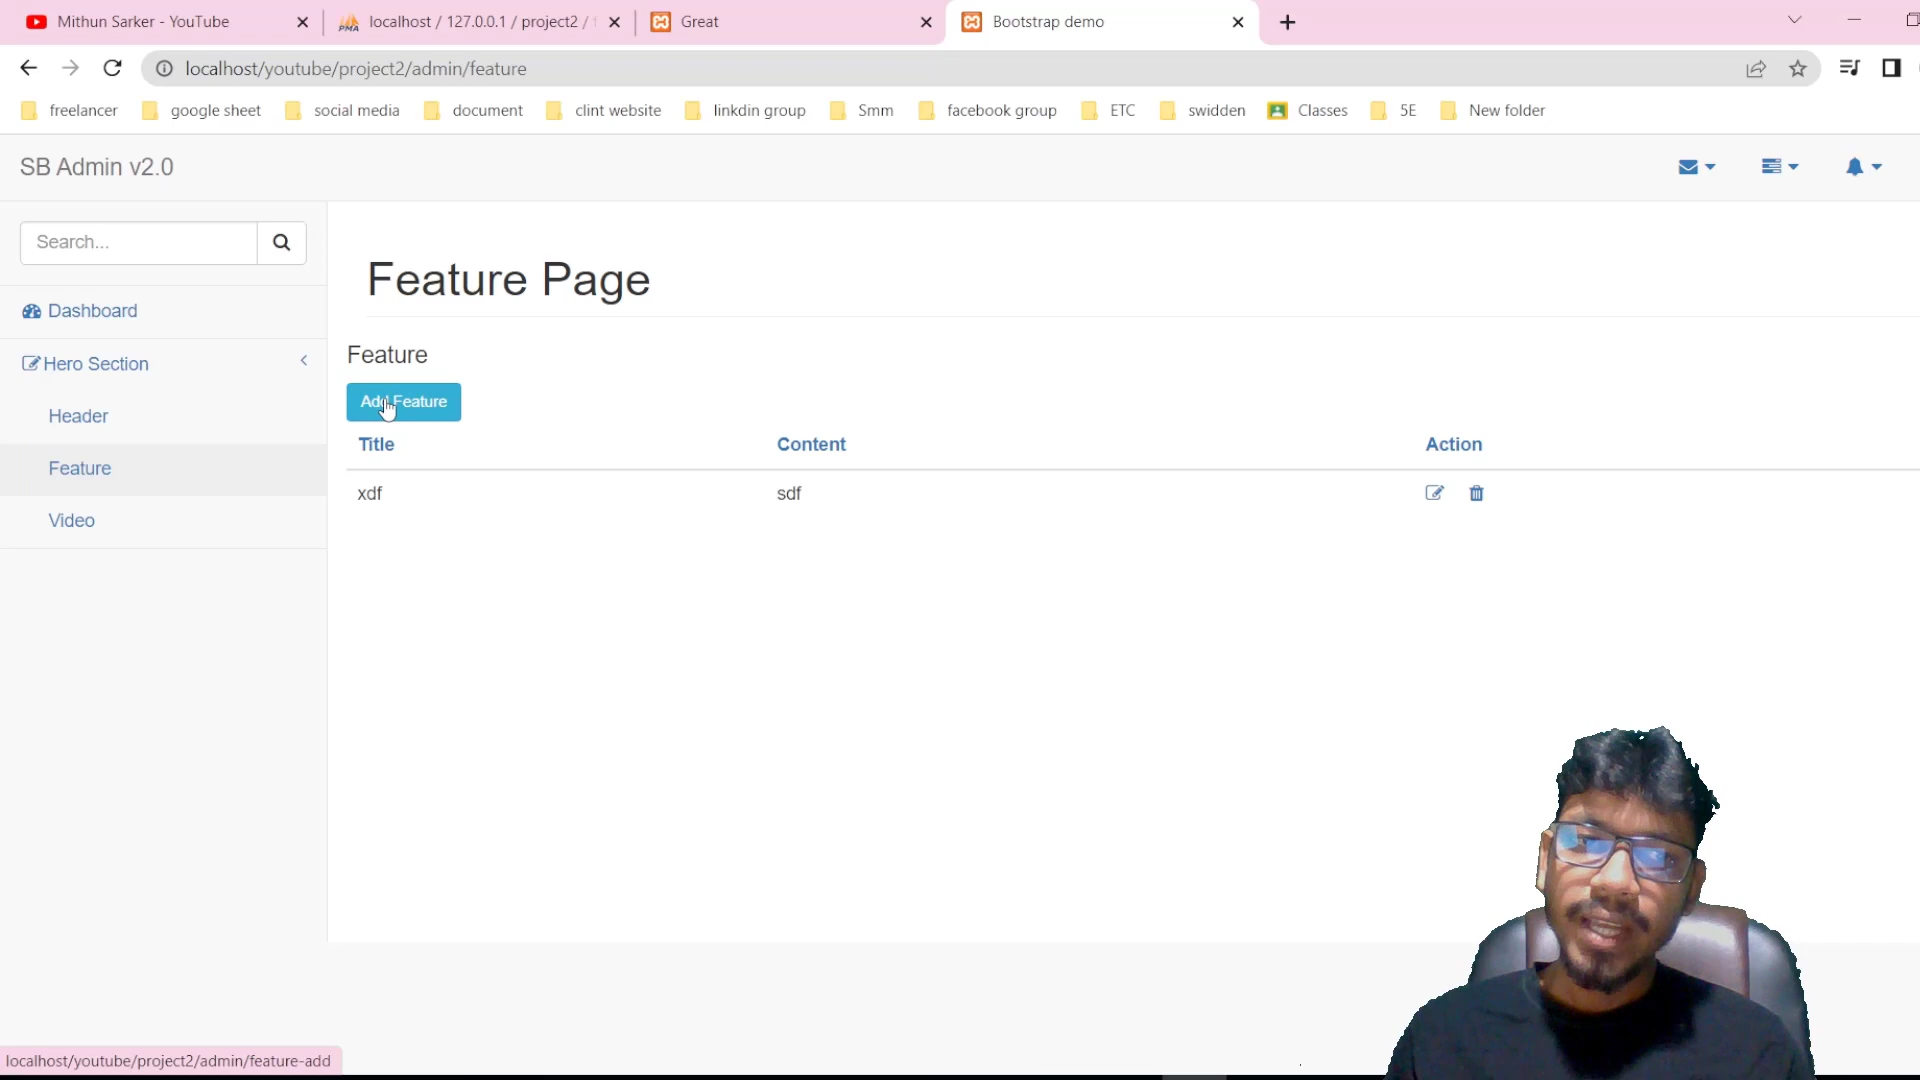 Mithun Sarker - YouTube
localhost / 127.0.0.1 / project2 /
Great
Bootstrap demo
localhost/youtube/project2/admin/feature
freelancer
google sheet
social media
document
clint website
linkdin group
Smm
facebook group
ETC
swidden
Classes
5E
New folder
SB Admin v2.0
Search...
Dashboard
Hero Section
Header
Feature
Video
Feature Page
Feature
Add Feature
Title Content Action
xdf sdf
localhost/youtube/project2/admin/feature-add